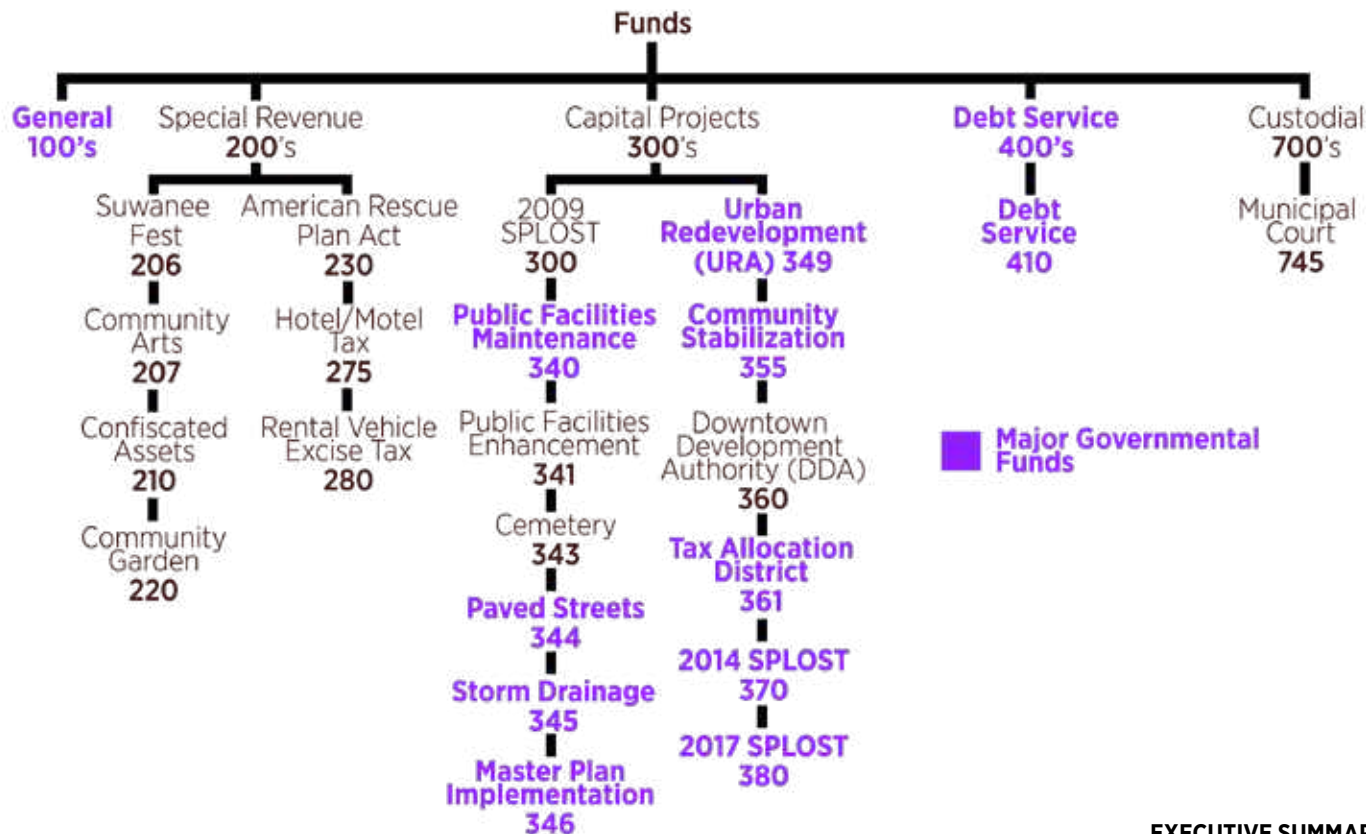 Funds
General
100's
Special Revenue
200's
Capital Projects
300's
Debt Service
400's
Custodial
700's
Suwanee
Fest
206
Community
Arts
207
Confiscated
Assets
210
Community
Garden
220
American Rescue
Plan Act
230
Hotel/Motel
Tax
275
Rental Vehicle
Excise Tax
280
2009
SPLOST
300
Public Facilities
Maintenance
340
Public Facilities
Enhancement
341
Cemetery
343
Paved Streets
344
Storm Drainage
345
Master Plan
Implementation
346
Urban
Redevelopment
(URA) 349
Community
Stabilization
355
Downtown
Development
Authority (DDA)
360
Tax Allocation
District
361
2014 SPLOST
370
2017 SPLOST
380
Debt
Service
410
Municipal
Court
745
Major Governmental
Funds
EXECUTIVE SUMMAR